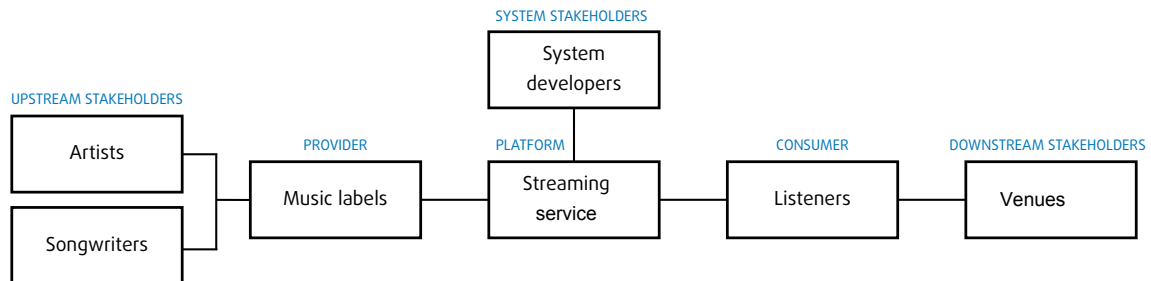 SYSTEM STAKEHOLDERS
System
developers
UPSTREAM STAKEHOLDERS
Artists
Songwriters
PROVIDER
Music labels
PLATFORM
Streaming
service
CONSUMER
Listeners
DOWNSTREAM STAKEHOLDERS
Venues